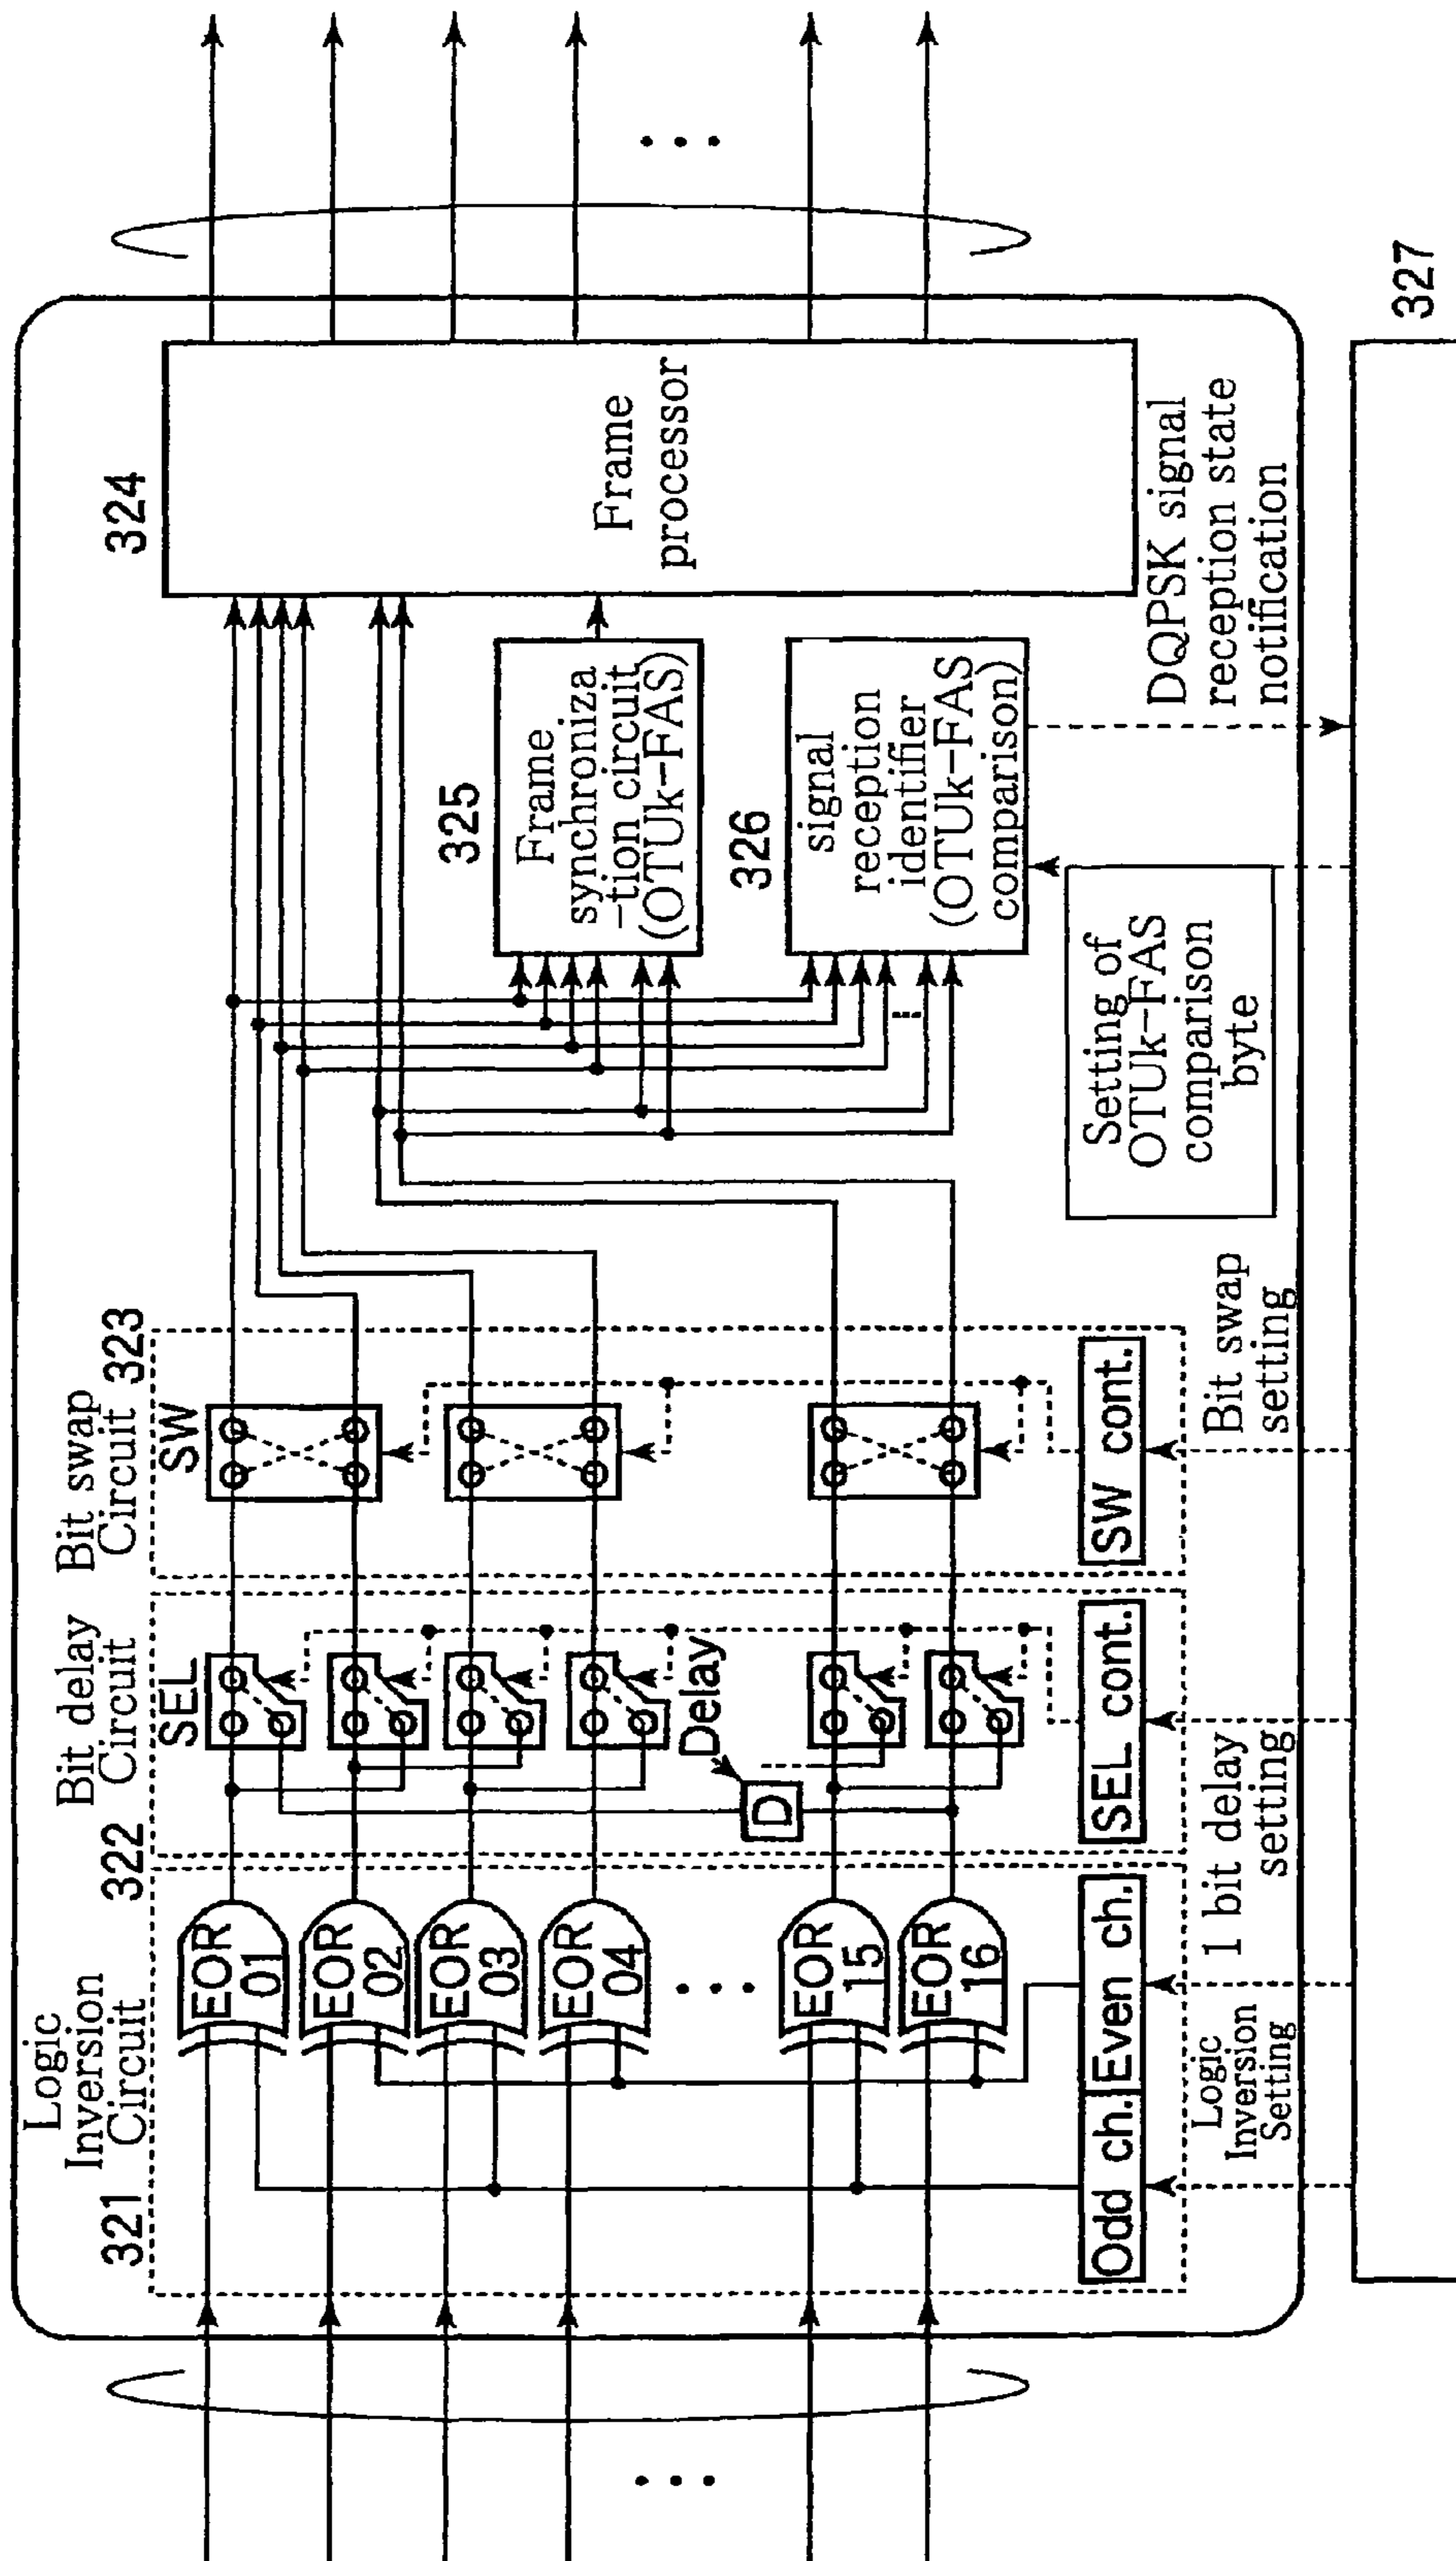 Logic
Inversion
321 Circuit
Bit delay
322 Circuit
Bit swap
Circuit 323
SEL
SW
EOR
01
EOR
02
EOR
03
EOR
04
EOR
15
EOR
16
Delay
D
Odd ch.
Even ch.
SEL cont.
SW cont.
Logic
Inversion
Setting
1 bit delay
setting
Bit swap
setting
324
Frame
processor
325
Frame
synchroniza
-tion circuit
(OTUk-FAS)
326
signal
reception
identifier
(OTUk-FAS
comparison)
Setting of
OTUk-FAS
comparison
byte
DQPSK signal
reception state
notification
327